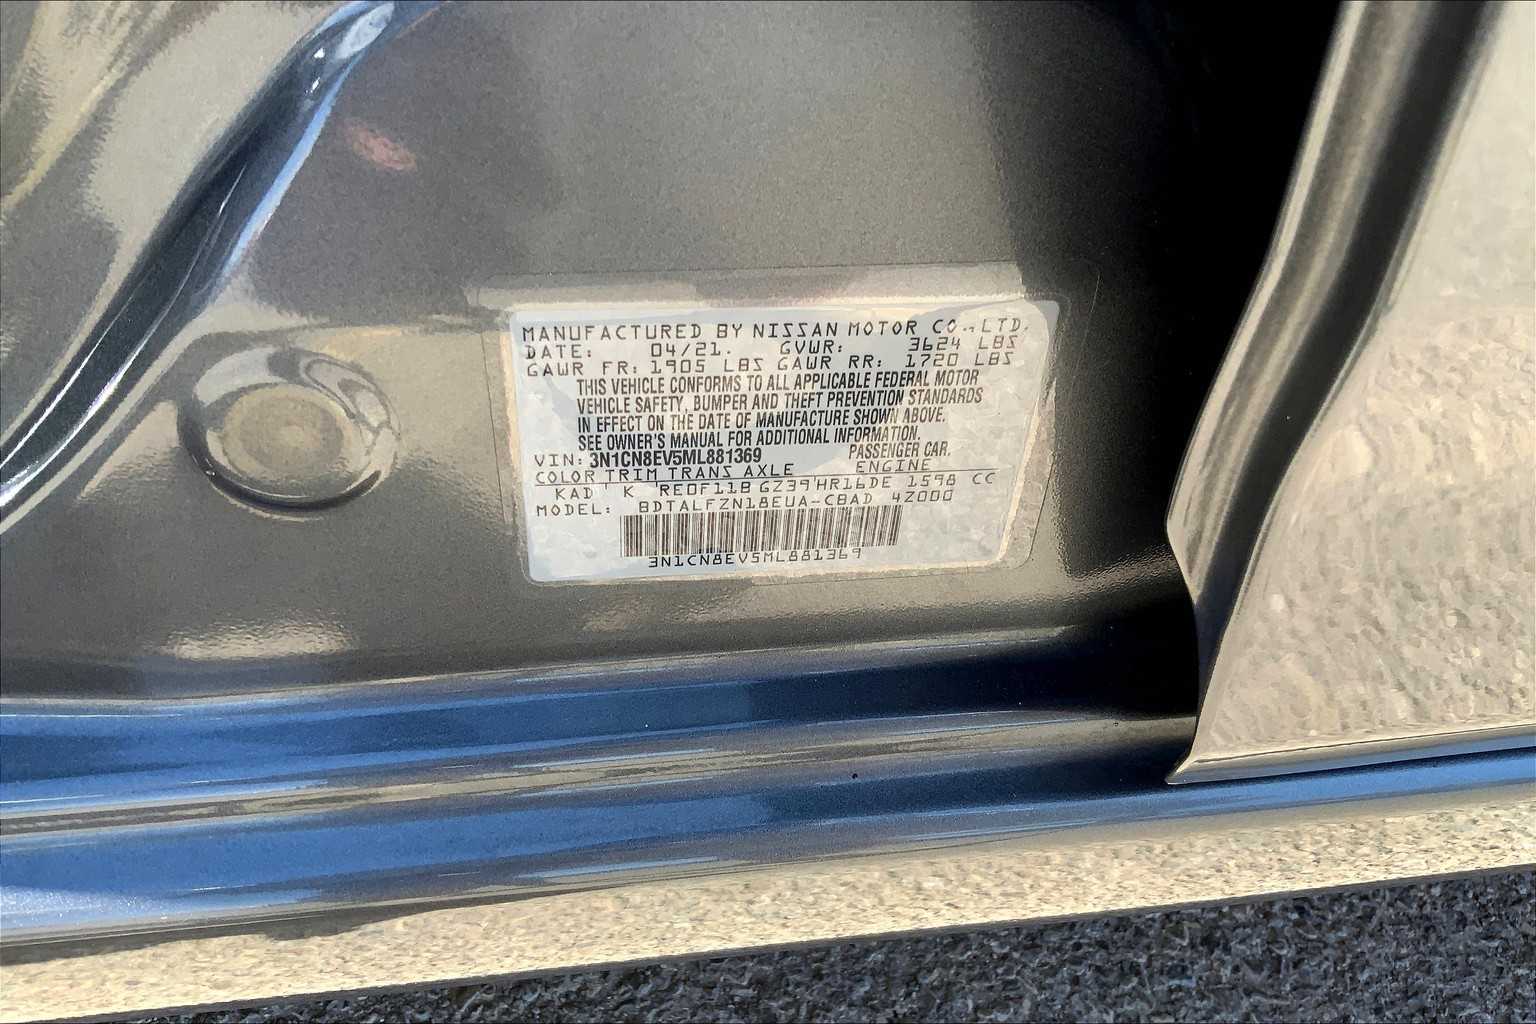 MANUFACTURED BY NISSAN MOTOR CO.,LTD.
DATE: 04/21. GVWR: 3624 LBS
GAWR FR: 1905 LBS GAWR RR: 1720 LBS
THIS VEHICLE CONFORMS TO ALL APPLICABLE FEDERAL MOTOR
VEHICLE SAFETY, BUMPER AND THEFT PREVENTION STANDARDS
IN EFFECT ON THE DATE OF MANUFACTURE SHOWN ABOVE.
SEE OWNER'S MANUAL FOR ADDITIONAL INFORMATION.
VIN: 3N1CN8EV5ML881369 PASSENGER CAR.
COLOR TRIM TRANS AXLE ENGINE
KAD K RE0F11B GZ39 HR16DE 1598 CC
MODEL: BDTALFZN18EUA-CBAD 4Z000
3N1CN8EV5ML881369